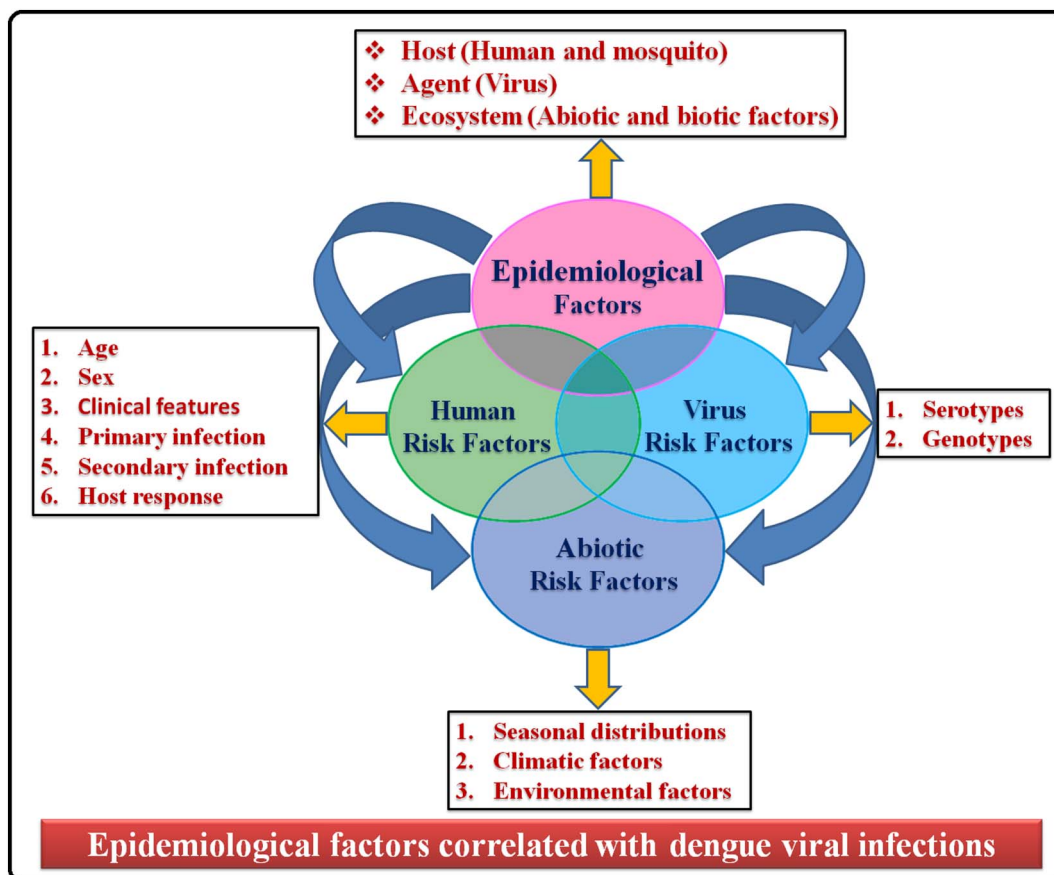 ❖ Host (Human and mosquito)
❖ Agent (Virus)
❖ Ecosystem (Abiotic and biotic factors)
Epidemiological
Factors
1. Age
2. Sex
3. Clinical features
4. Primary infection
5. Secondary infection
6. Host response
Human
Risk Factors
Virus
Risk Factors
1. Serotypes
2. Genotypes
Abiotic
Risk Factors
1. Seasonal distributions
2. Climatic factors
3. Environmental factors
Epidemiological factors correlated with dengue viral infections